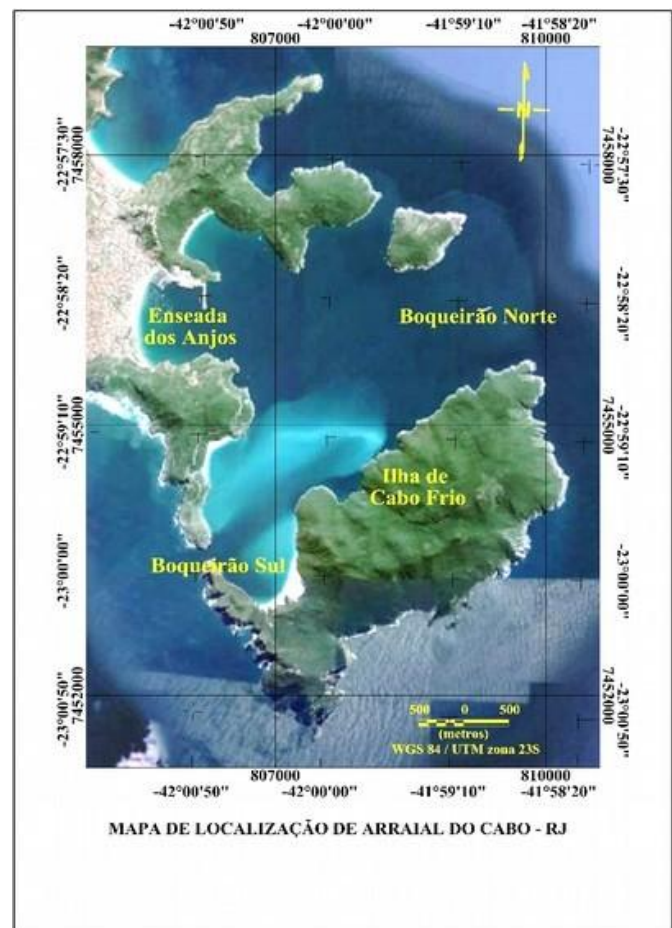 -42°00'50" -42°00'00" -41°59'10" -41°58'20"
807000 810000
N
-22°57'30"
7458000
7458000
-22°57'30"
-22°58'20"
-22°58'20"
Enseada
dos Anjos
Boqueirão Norte
-22°59'10"
7455000
7455000
-22°59'10"
Ilha de
Cabo Frio
Boqueirão Sul
-23°00'00"
-23°00'00"
-23°00'50"
7452000
7452000
-23°00'50"
500 0 500
(metros)
WGS 84 / UTM zona 23S
807000 810000
-42°00'50" -42°00'00" -41°59'10" -41°58'20"
MAPA DE LOCALIZAÇÃO DE ARRAIAL DO CABO - RJ